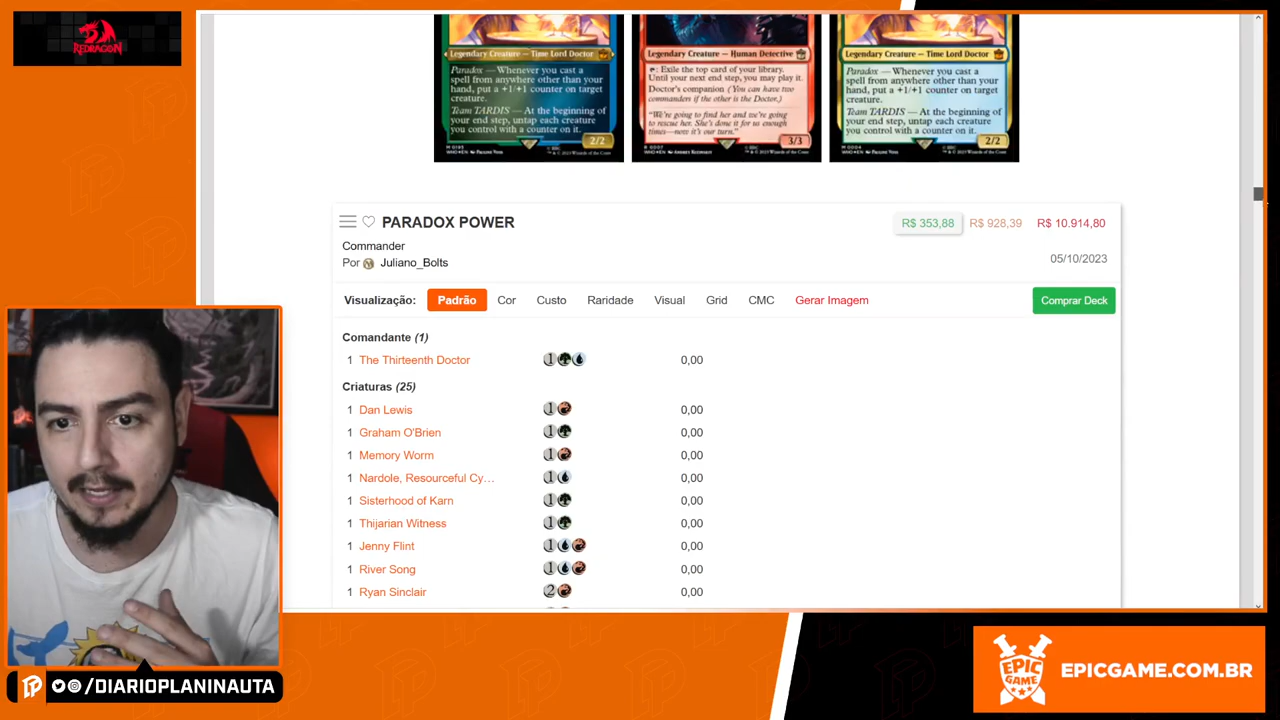 REDRAGON
Legendary Creature — Time Lord Doctor
Paradox — Whenever you cast a
spell from anywhere other than your
hand, put a +1/+1 counter on target
creature.
Team TARDIS — At the beginning of
your end step, untap each creature
you control with a counter on it.
2/2
Legendary Creature — Human Detective
: Exile the top card of your library.
Until your next end step, you may play it.
Doctor's companion (You can have two
commanders if the other is the Doctor.)
"We're going to find her and we're going
to rescue her. She's done it for us enough
times—now it's our turn."
3/3
Legendary Creature — Time Lord Doctor
Paradox — Whenever you cast a
spell from anywhere other than your
hand, put a +1/+1 counter on target
creature.
Team TARDIS — At the beginning of
your end step, untap each creature
you control with a counter on it.
2/2
PARADOX POWER
R$ 353,88 R$ 928,39 R$ 10.914,80
Commander
Por Juliano_Bolts
05/10/2023
Visualização: Padrão Cor Custo Raridade Visual Grid CMC Gerar Imagem Comprar Deck
Comandante (1)
1 The Thirteenth Doctor 1 0,00
Criaturas (25)
1 Dan Lewis 1 0,00
1 Graham O'Brien 1 0,00
1 Memory Worm 1 0,00
1 Nardole, Resourceful Cy… 1 0,00
1 Sisterhood of Karn 1 0,00
1 Thijarian Witness 1 0,00
1 Jenny Flint 1 0,00
1 River Song 1 0,00
1 Ryan Sinclair 2 0,00
/DIARIOPLANINAUTA
EPIC
GAME
EPICGAME.COM.BR